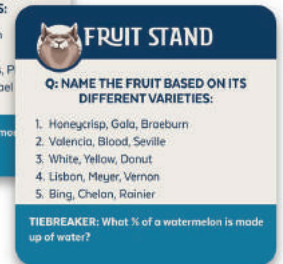 S:
FRUIT STAND
Q: NAME THE FRUIT BASED ON ITS
DIFFERENT VARIETIES:
1. Honeycrisp, Gala, Braeburn
2. Valencia, Blood, Seville
3. White, Yellow, Donut
4. Lisbon, Meyer, Vernon
5. Bing, Chelan, Rainier
TIEBREAKER: What % of a watermelon is made
up of water?